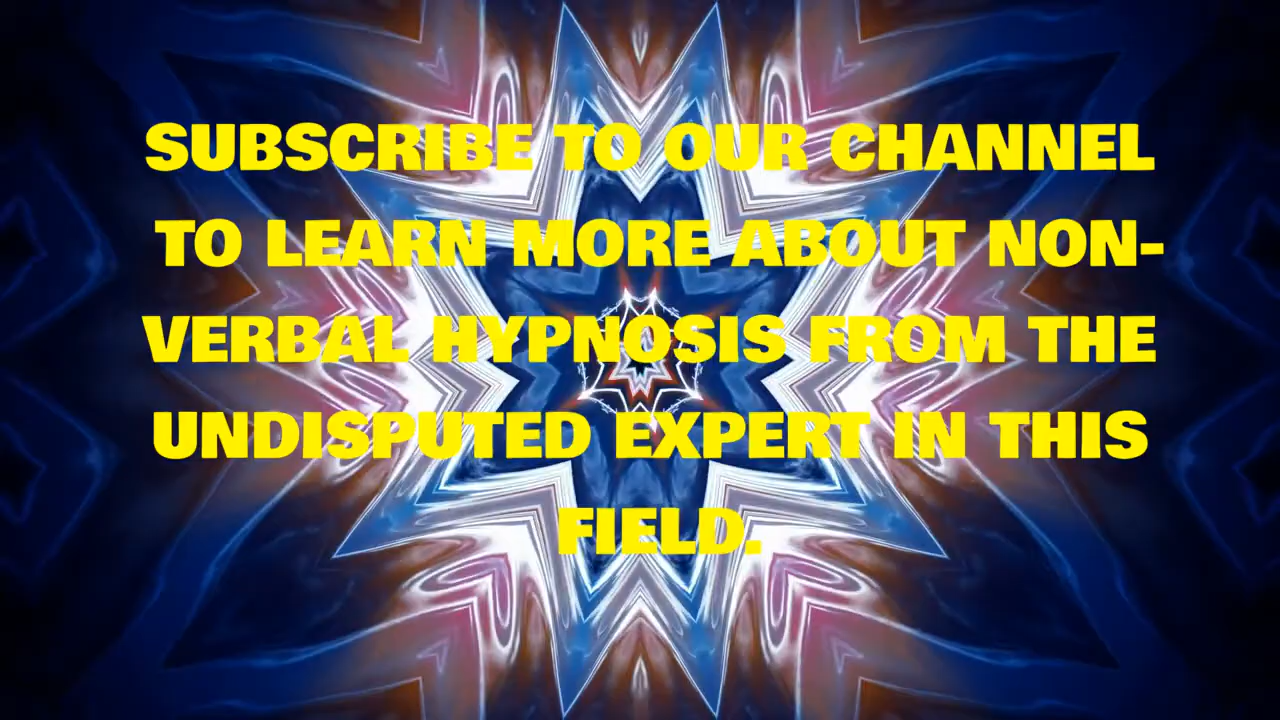 SUBSCRIBE TO OUR CHANNEL
TO LEARN MORE ABOUT NON-
VERBAL HYPNOSIS FROM THE
UNDISPUTED EXPERT IN THIS
FIELD.